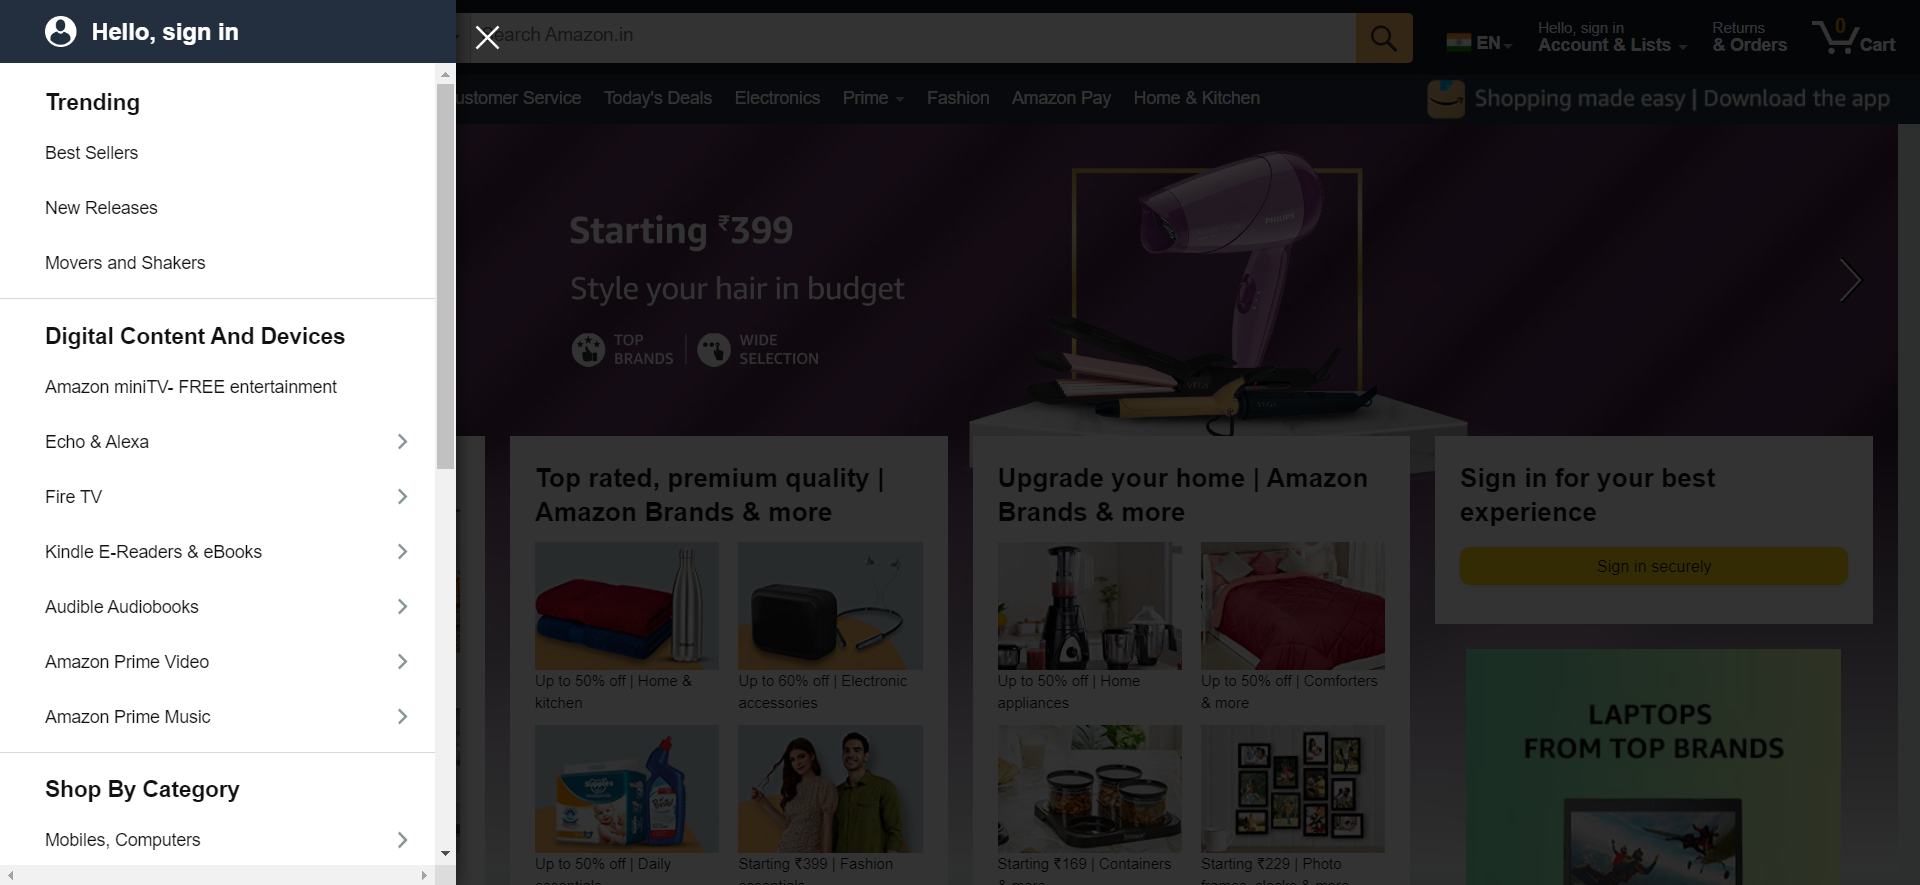 Hello, sign in
Trending
Best Sellers
New Releases
Movers and Shakers
Digital Content And Devices
Amazon miniTV- FREE entertainment
Echo & Alexa
Fire TV
Kindle E-Readers & eBooks
Audible Audiobooks
Amazon Prime Video
Amazon Prime Music
Shop By Category
Mobiles, Computers
earch Amazon.in
EN
Hello, sign in
Account & Lists
Returns
& Orders
0
Cart
ustomer Service
Today's Deals
Electronics
Prime
Fashion
Amazon Pay
Home & Kitchen
Shopping made easy | Download the app
Starting ₹399
Style your hair in budget
TOP
BRANDS
WIDE
SELECTION
PHILIPS
VEGA
VEGA
Top rated, premium quality |
Amazon Brands & more
Up to 50% off | Home &
kitchen
Up to 60% off | Electronic
accessories
Up to 50% off | Daily
Starting ₹399 | Fashion
Upgrade your home | Amazon
Brands & more
Up to 50% off | Home
appliances
Up to 50% off | Comforters
& more
Starting ₹169 | Containers
& more
Starting ₹229 | Photo
frames, clocks & more
Sign in for your best
experience
Sign in securely
LAPTOPS
FROM TOP BRANDS